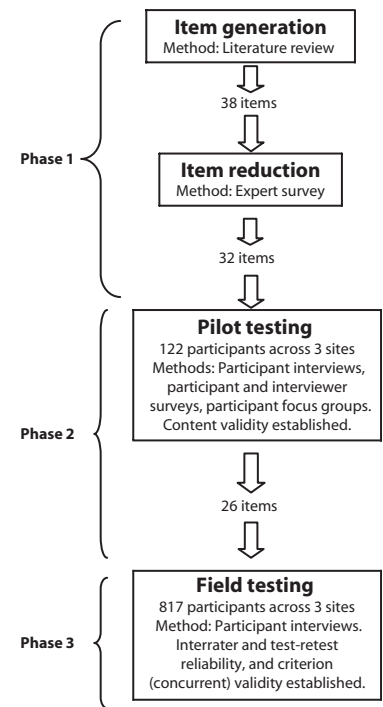 Item generation
Method: Literature review
38 items
Phase 1
Item reduction
Method: Expert survey
32 items
Pilot testing
122 participants across 3 sites
Methods: Participant interviews,
participant and interviewer
surveys, participant focus groups.
Content validity established.
Phase 2
26 items
Field testing
817 participants across 3 sites
Method: Participant interviews.
Interrater and test-retest
reliability, and criterion
(concurrent) validity established.
Phase 3